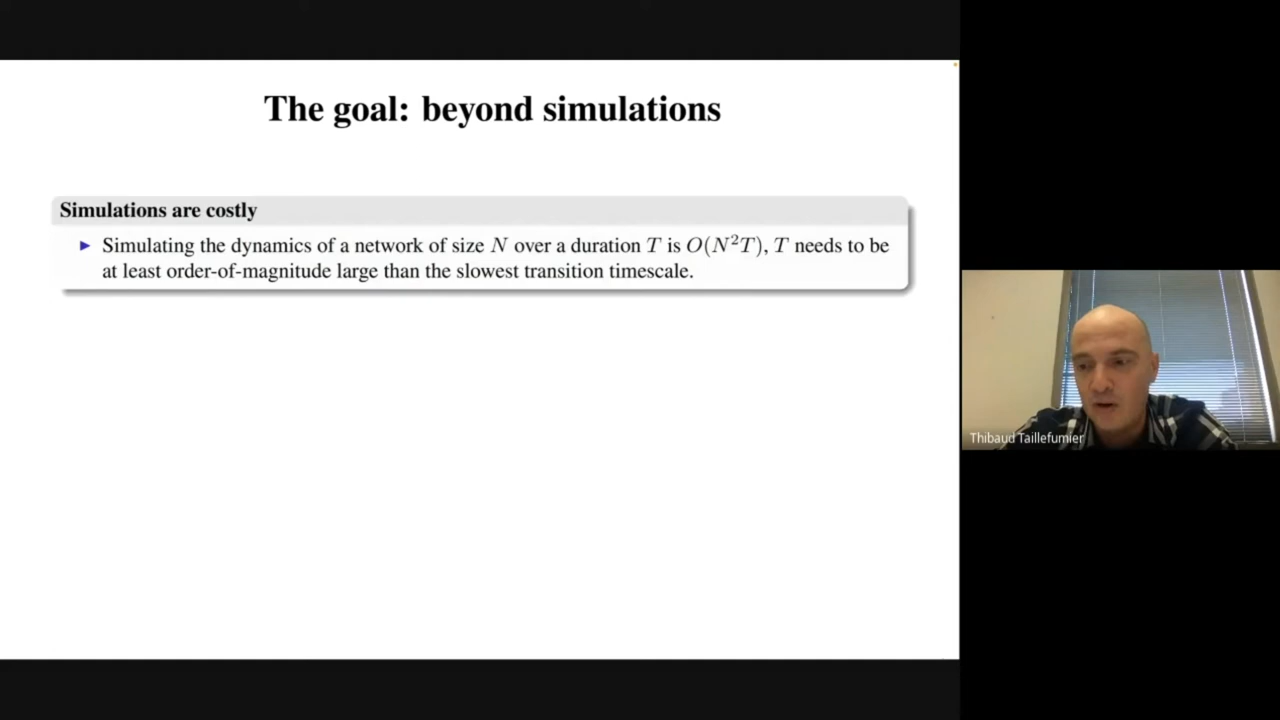 The goal: beyond simulations
Simulations are costly
► Simulating the dynamics of a network of size N over a duration T is O(N²T), T needs to be
at least order-of-magnitude large than the slowest transition timescale.
Thibaud Taillefumier